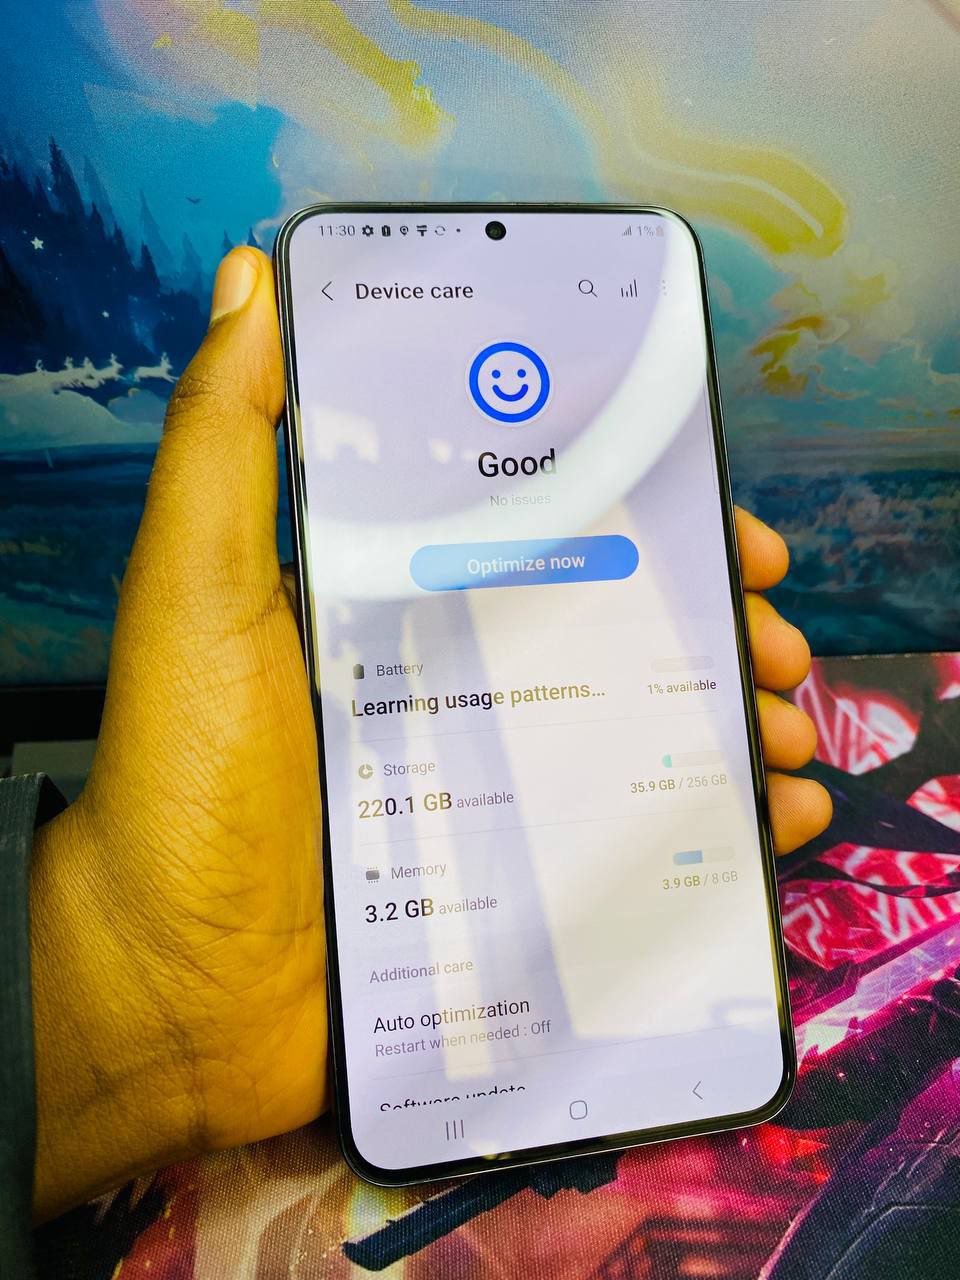 11:30
1%
Device care
Good
No issues
Optimize now
Battery
Learning usage patterns...
1% available
Storage
220.1 GB available
35.9 GB / 256 GB
Memory
3.2 GB available
3.9 GB / 8 GB
Additional care
Auto optimization
Restart when needed : Off
Software update